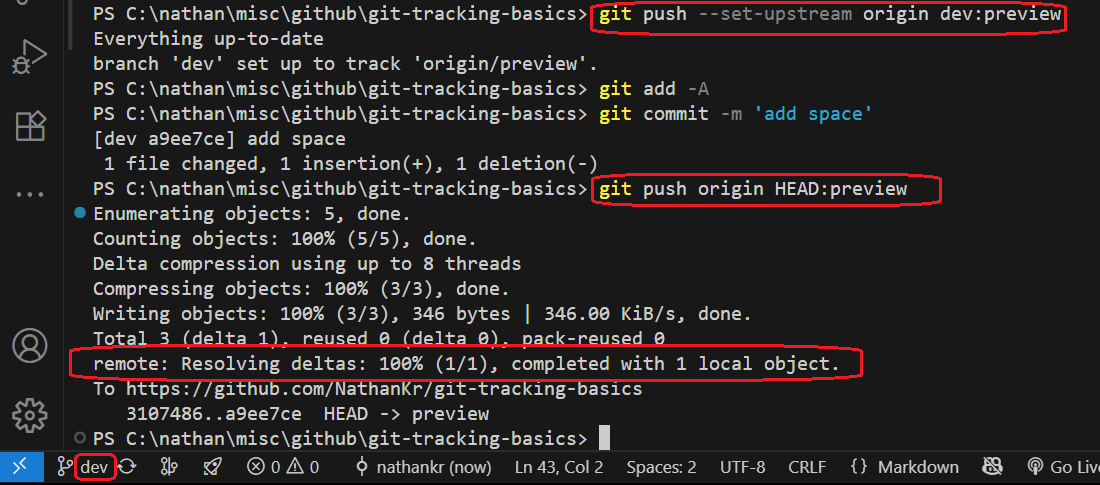 PS C:\nathan\misc\github\git-tracking-basics> git push --set-upstream origin dev:preview
Everything up-to-date
branch 'dev' set up to track 'origin/preview'.
PS C:\nathan\misc\github\git-tracking-basics> git add -A
PS C:\nathan\misc\github\git-tracking-basics> git commit -m 'add space'
[dev a9ee7ce] add space
 1 file changed, 1 insertion(+), 1 deletion(-)
PS C:\nathan\misc\github\git-tracking-basics> git push origin HEAD:preview
Enumerating objects: 5, done.
Counting objects: 100% (5/5), done.
Delta compression using up to 8 threads
Compressing objects: 100% (3/3), done.
Writing objects: 100% (3/3), 346 bytes | 346.00 KiB/s, done.
Total 3 (delta 1), reused 0 (delta 0), pack-reused 0
remote: Resolving deltas: 100% (1/1), completed with 1 local object.
To https://github.com/NathanKr/git-tracking-basics
   3107486..a9ee7ce  HEAD -> preview
PS C:\nathan\misc\github\git-tracking-basics>
dev 0 0 nathankr (now) Ln 43, Col 2 Spaces: 2 UTF-8 CRLF {} Markdown Go Live